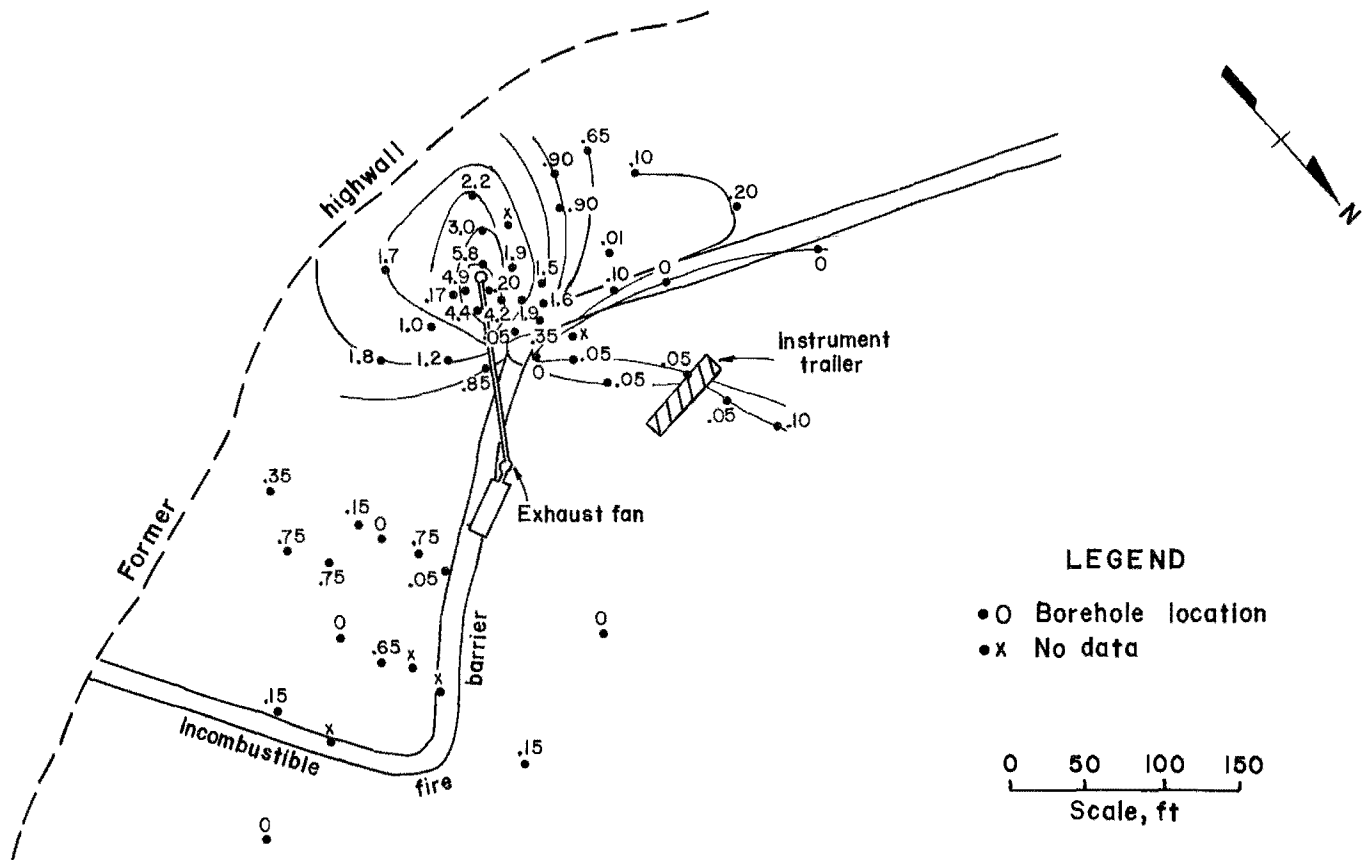 .65
.90
.10
highwall
2.2
x
.20
.90
3.0
N
1.7
5.8
1.9
.01
0
1.5
0
4.9
.20
.10
.17
1.6
4.4
4.2
1.9
1.0
.05
.35
x
Instrument
trailer
1.8
1.2
.05
.05
.85
0
.05
.05
.10
.35
.15
0
Exhaust fan
Former
.75
.75
.75
.05
LEGEND
0 Borehole location
x No data
0
barrier
0
.65
x
x
.15
x
Incombustible
.15
fire
0 50 100 150
Scale, ft
0